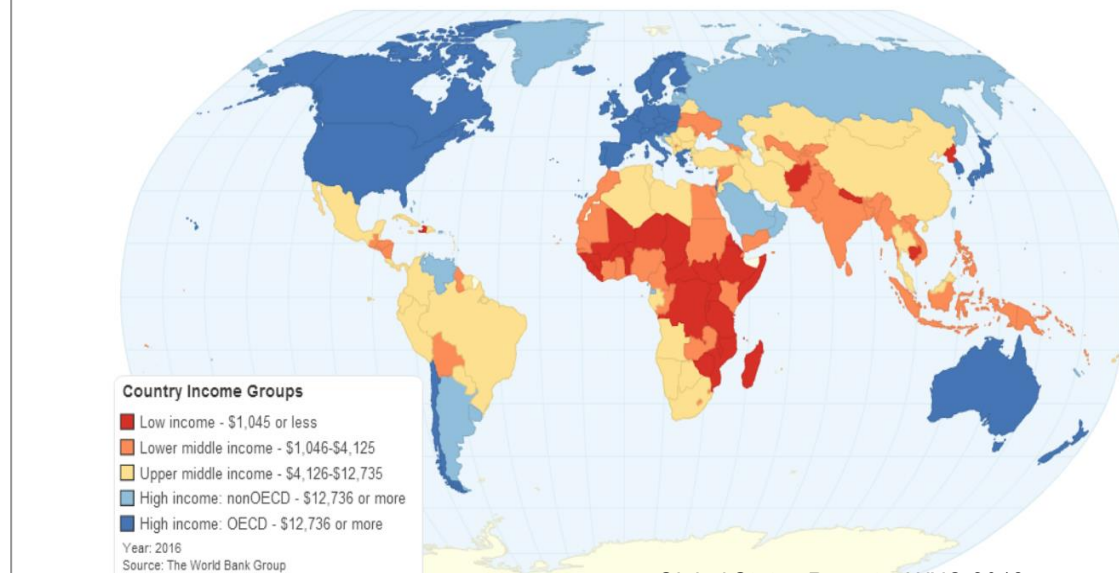 Country Income Groups
Low income - $1,045 or less
Lower middle income - $1,046-$4,125
Upper middle income - $4,126-$12,735
High income: nonOECD - $12,736 or more
High income: OECD - $12,736 or more
Year: 2016
Source: The World Bank Group